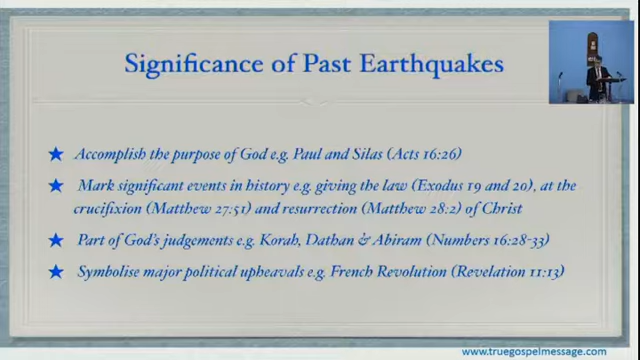 Significance of Past Earthquakes
★ Accomplish the purpose of God e.g. Paul and Silas (Acts 16:26)
★ Mark significant events in history e.g. giving the law (Exodus 19 and 20), at the
crucifixion (Matthew 27:51) and resurrection (Matthew 28:2) of Christ
★ Part of God's judgements e.g. Korah, Dathan & Abiram (Numbers 16:28-33)
★ Symbolise major political upheavals e.g. French Revolution (Revelation 11:13)
www.truegospelmessage.com